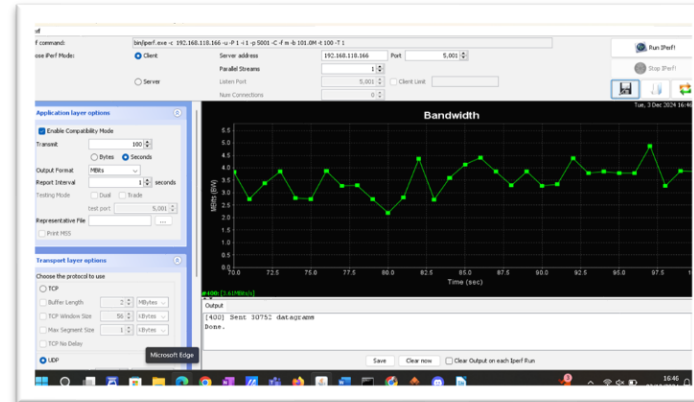 bin/iperf.exe -c 192.168.118.166 -u -P 1 -i 1 -p 5001 -C -f m -b 101.0M -t 100 -T 1
Run IPerf!
Client
Server address
192.168.118.166
Port
5,001
Parallel Streams
1
Stop IPerf!
Server
Listen Port
5,001
Client Limit
Num Connections
0
Tue, 3 Dec 2024 16:46
Application layer options
Enable Compatibility Mode
Transmit
100
Bytes
Seconds
Output Format
MBits
Report Interval
1
seconds
Testing Mode
Dual
Trade
test port
5,001
Representative File
...
Print MSS
Transport layer options
Choose the protocol to use
TCP
Buffer Length
2
MBytes
TCP Window Size
56
KBytes
Max Segment Size
1
KBytes
TCP No Delay
UDP
Microsoft Edge
Bandwidth
MBits (BW)
5.5
5.0
4.5
4.0
3.5
3.0
2.5
2.0
1.5
1.0
0.5
0.0
70.0
72.5
75.0
77.5
80.0
82.5
85.0
87.5
90.0
92.5
95.0
97.5
Time (sec)
Output
[400] Sent 30752 datagrams
Done.
Save
Clear now
Clear Output on each Iperf Run
16:46